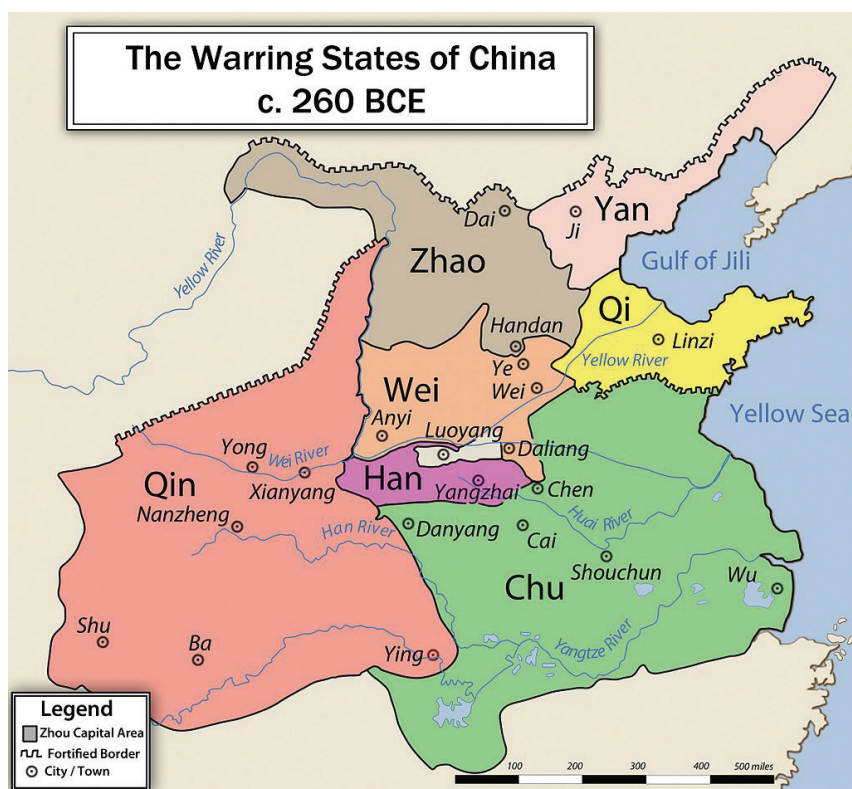 The Warring States of China
c. 260 BCE
Dai
Ji
Yan
Zhao
Gulf of Jili
Yellow River
Qi
Handan
Linzi
Ye
Yellow River
Wei
Wei
Yellow Sea
Anyi
Luoyang
Yong
Wei River
Daliang
Qin
Xianyang
Han
Yangzhai
Chen
Nanzheng
Han River
Danyang
Cai
Huai River
Shouchun
Chu
Wu
Shu
Ba
Ying
Yangtze River
Legend
Zhou Capital Area
Fortified Border
City / Town
100 200 300 400 500 miles